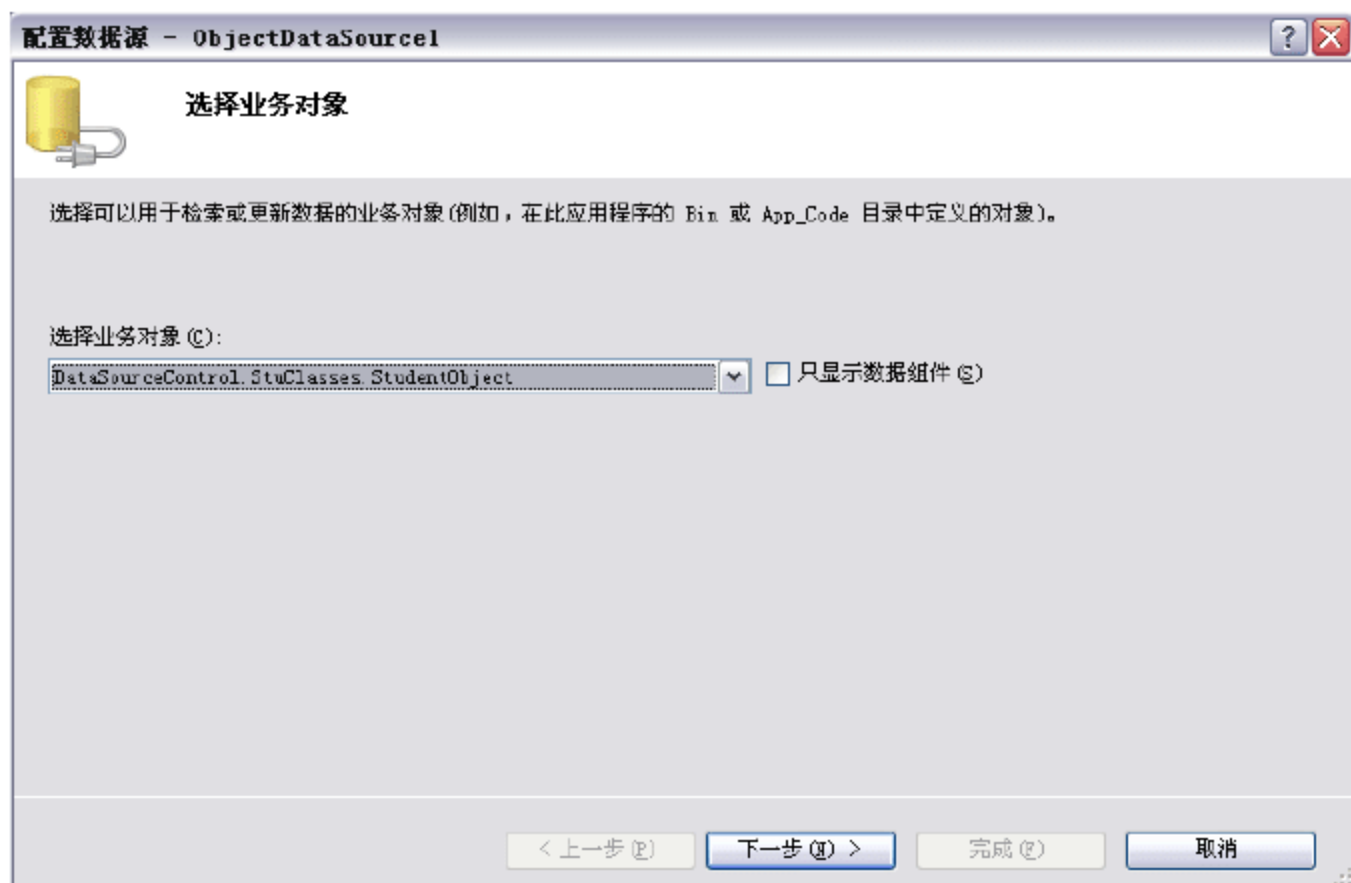 配置数据源 - ObjectDataSource1
选择业务对象
选择可以用于检索或更新数据的业务对象(例如，在此应用程序的 Bin 或 App_Code 目录中定义的对象)。
选择业务对象(C):
DataSourceControl.StuClasses.StudentObject
只显示数据组件(S)
< 上一步(P)
下一步(N) >
完成(F)
取消